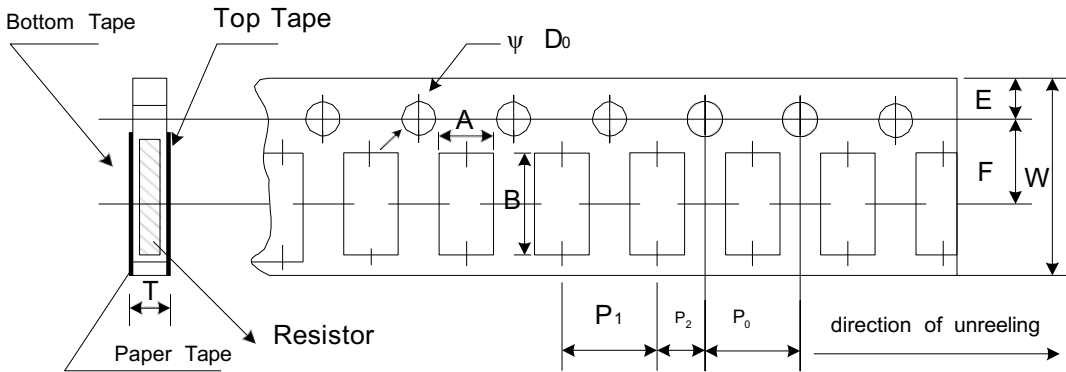 Bottom Tape
Top Tape
ψ D₀
E
A
F
W
B
T
P₁
P₂
P₀
direction of unreeling
Resistor
Paper Tape